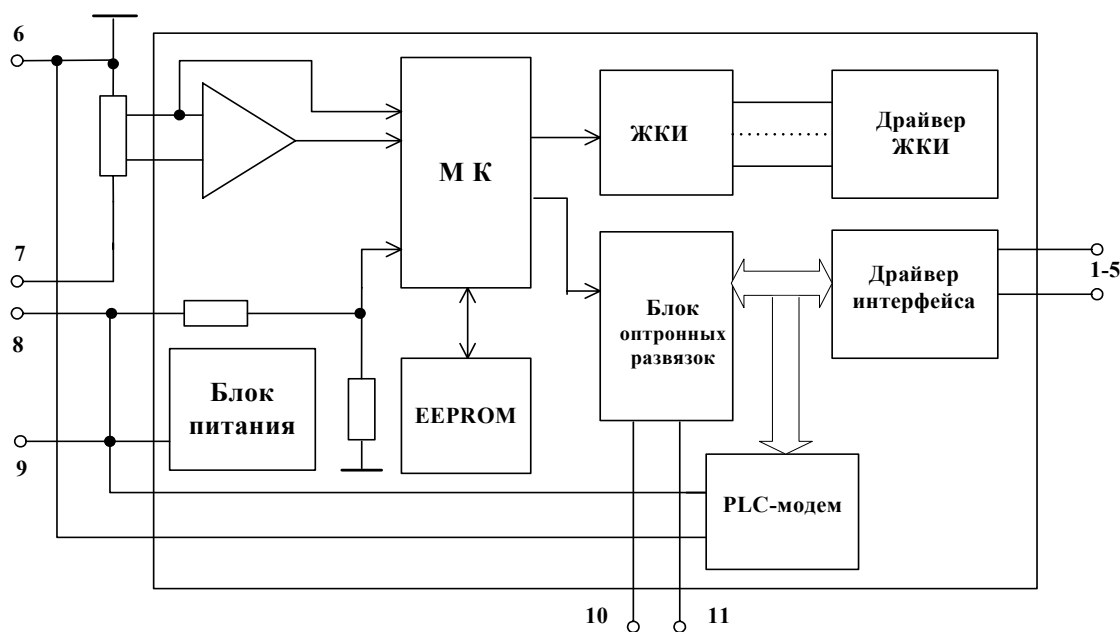 6
7
8
9
М К
ЖКИ
Драйвер
ЖКИ
Блок
оптронных
развязок
Драйвер
интерфейса
1-5
Блок
питания
EEPROM
PLC-модем
10
11